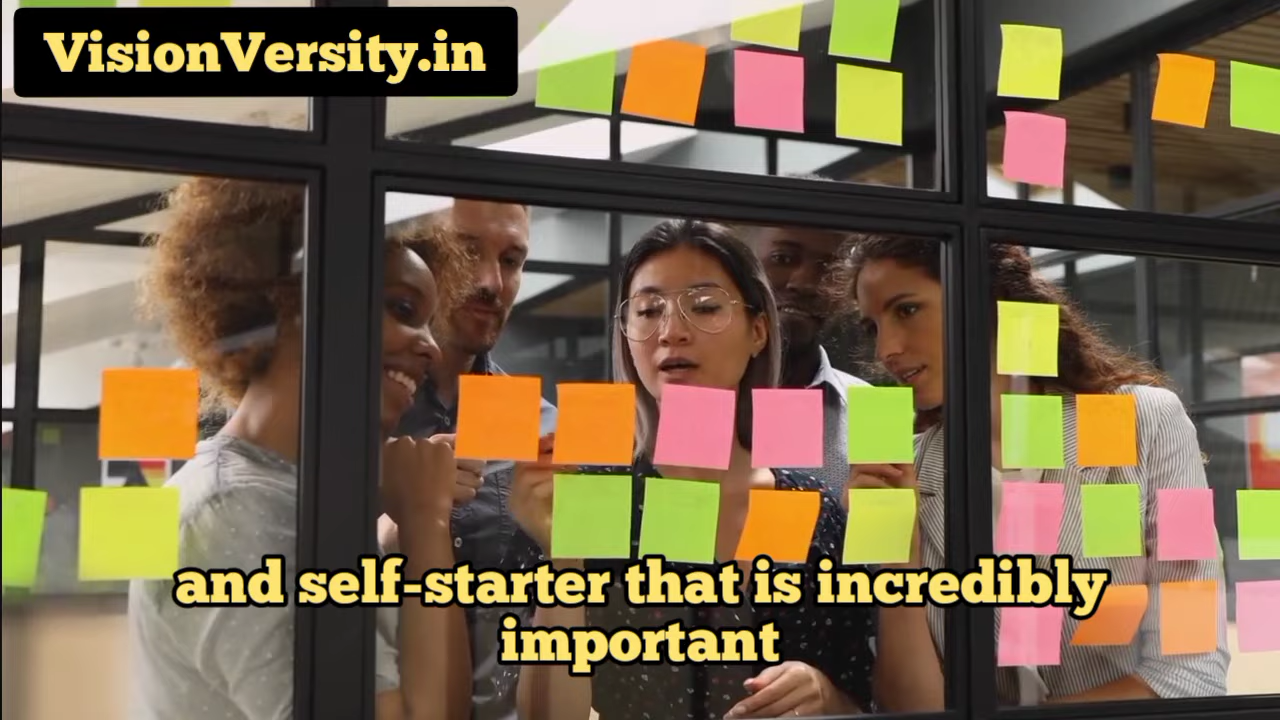 VisionVersity.in
and self-starter that is incredibly
important